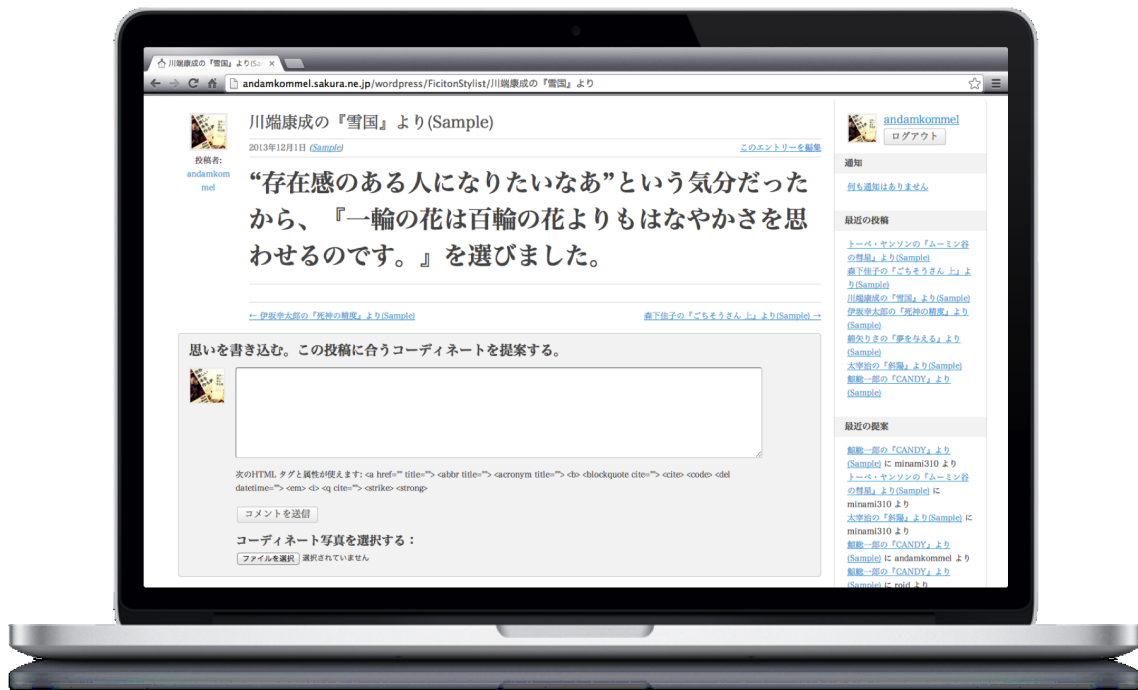 川端康成の『雪国』より(Sa
andamkommel.sakura.ne.jp/wordpress/FicitonStylist/川端康成の『雪国』より
投稿者:
andamkom
mel
川端康成の『雪国』より(Sample)
2013年12月1日 (Sample)
このエントリーを編集
“存在感のある人になりたいなあ”という気分だった
から、『一輪の花は百輪の花よりもはなやかさを思
わせるのです。』を選びました。
← 伊坂幸太郎の『死神の精度』より(Sample)
森下佳子の『ごちそうさん 上』より(Sample) →
思いを書き込む。この投稿に合うコーディネートを提案する。
次のHTML タグと属性が使えます: <a href="" title=""> <abbr title=""> <acronym title=""> <b> <blockquote cite=""> <cite> <code> <del
datetime=""> <em> <i> <q cite=""> <strike> <strong>
コメントを送信
コーディネート写真を選択する：
ファイルを選択 選択されていません
andamkommel
ログアウト
通知
何も通知はありません
最近の投稿
トーベ・ヤンソンの『ムーミン谷
の彗星』より(Sample)
森下佳子の『ごちそうさん 上』よ
り(Sample)
川端康成の『雪国』より(Sample)
伊坂幸太郎の『死神の精度』より
(Sample)
綿矢りさの『夢を与える』より
(Sample)
太宰治の『斜陽』より(Sample)
鯨統一郎の『CANDY』より
(Sample)
最近の提案
鯨統一郎の『CANDY』より
(Sample) に minami310 より
トーベ・ヤンソンの『ムーミン谷
の彗星』より(Sample) に
minami310 より
太宰治の『斜陽』より(Sample) に
minami310 より
鯨統一郎の『CANDY』より
(Sample) に andamkommel より
鯨統一郎の『CANDY』より
(Sample) に roid より